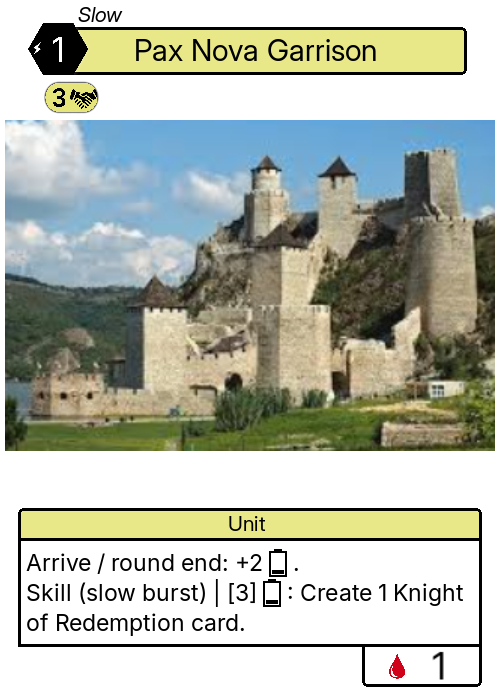 Slow
1 Pax Nova Garrison
3
Unit
Arrive / round end: +2 .
Skill (slow burst) | [3] : Create 1 Knight
of Redemption card.
1